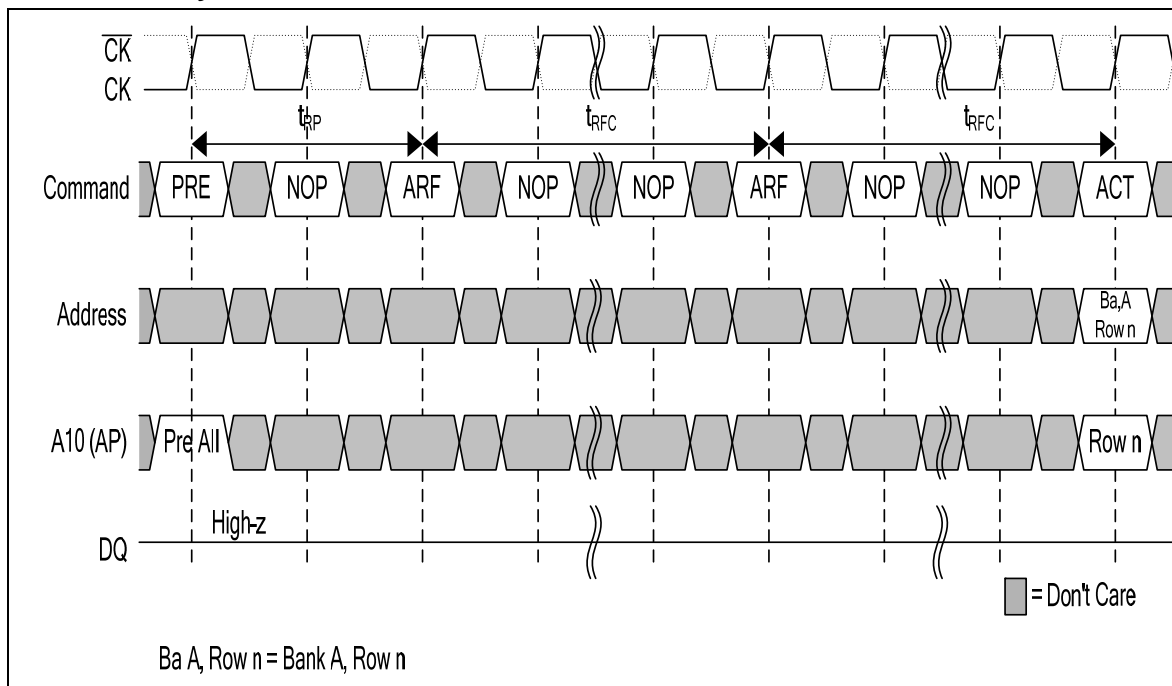 CK
CK
tRP tRFC tRFC
Command PRE NOP ARF NOP NOP ARF NOP NOP ACT
Address Ba,A
Row n
A10 (AP) Pre All Row n
High-z
DQ
= Don't Care
Ba A, Row n = Bank A, Row n